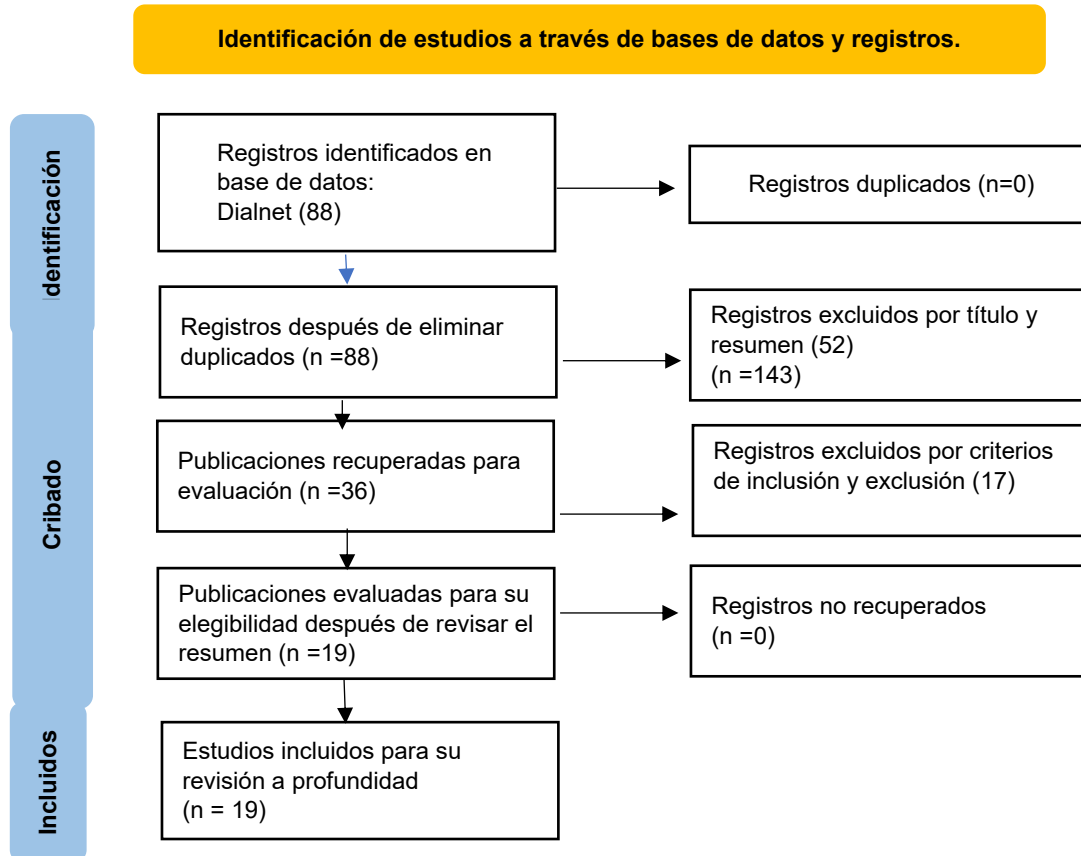 Identificación de estudios a través de bases de datos y registros.
Identificación
Registros identificados en
base de datos:
Dialnet (88)
Registros duplicados (n=0)
Cribado
Registros después de eliminar
duplicados (n =88)
Registros excluidos por título y
resumen (52)
(n =143)
Publicaciones recuperadas para
evaluación (n =36)
Registros excluidos por criterios
de inclusión y exclusión (17)
Publicaciones evaluadas para su
elegibilidad después de revisar el
resumen (n =19)
Registros no recuperados
(n =0)
Incluidos
Estudios incluidos para su
revisión a profundidad
(n = 19)